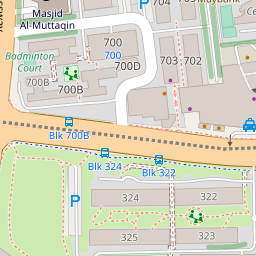 P
703
Maybank
Masjid
Al-Muttaqin
700
700
Badminton
Court
700D
703
702
700B
700B
Blk 700B
Blk 324
Blk 322
324
322
325
323
P